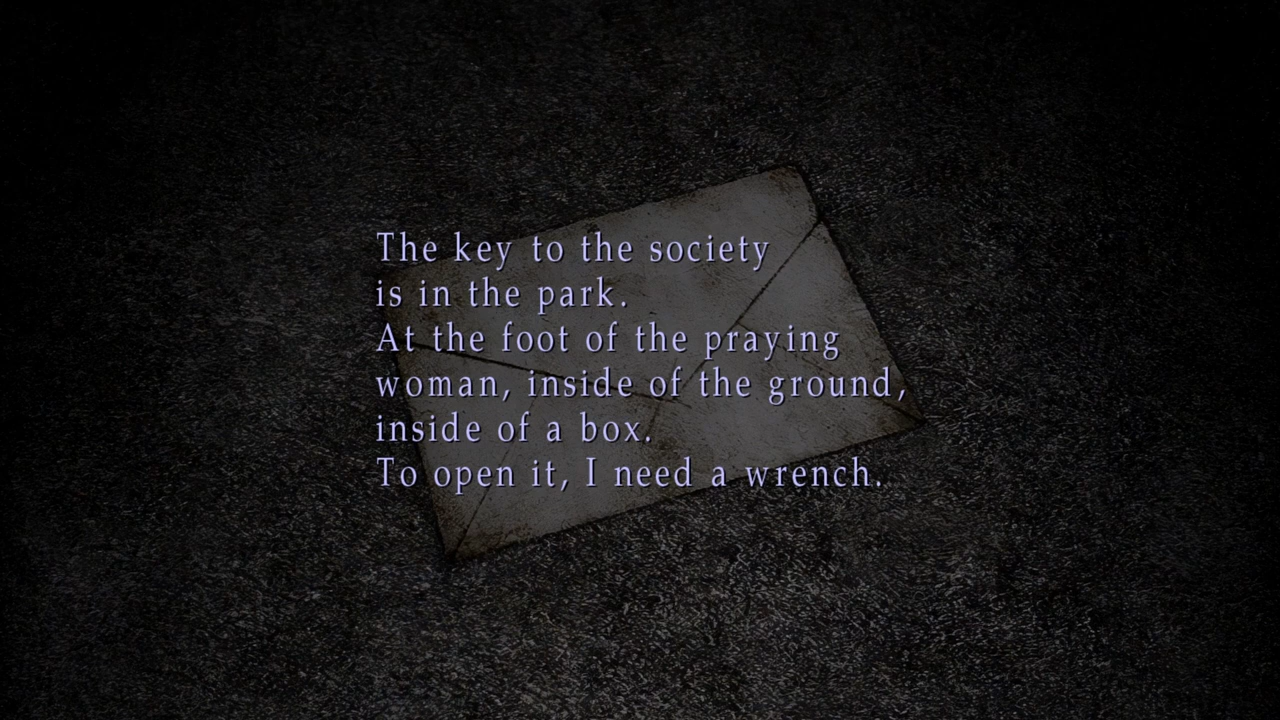 The key to the society
is in the park.
At the foot of the praying
woman, inside of the ground,
inside of a box.
To open it, I need a wrench.